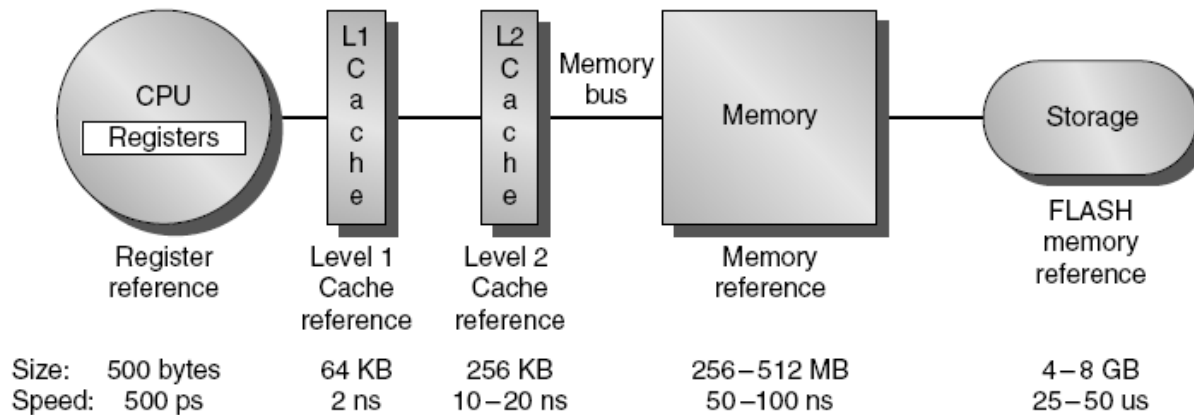 CPU
Registers
L1
C
a
c
h
e
L2
C
a
c
h
e
Memory
bus
Memory
Storage
Register
reference
Level 1
Cache
reference
Level 2
Cache
reference
Memory
reference
FLASH
memory
reference
Size: 500 bytes 64 KB 256 KB 256–512 MB 4–8 GB
Speed: 500 ps 2 ns 10–20 ns 50–100 ns 25–50 us